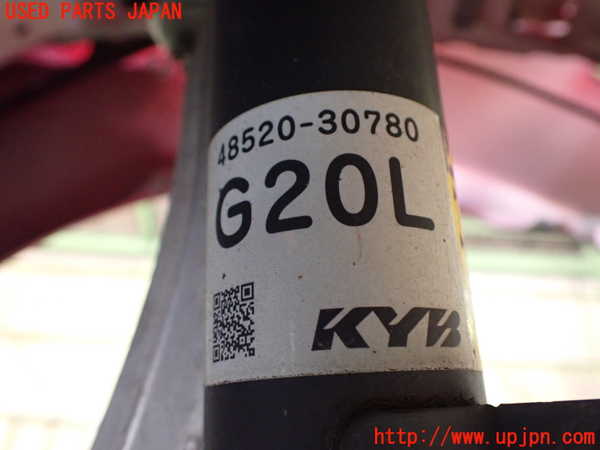 USED PARTS JAPAN
48520-30780
G20L
KYB
http://www.upjpn.com/